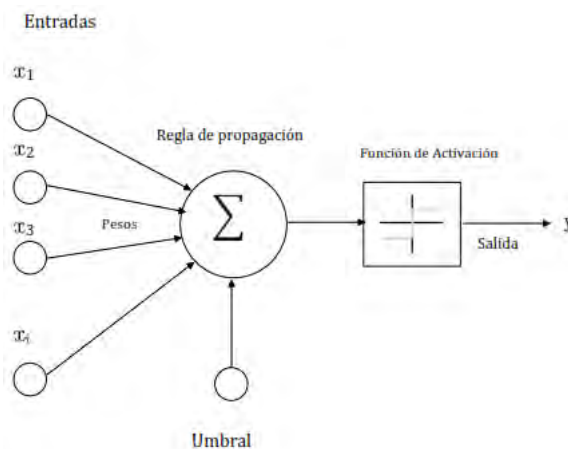 Entradas
x₁
x₂
x₃
xᵢ
Regla de propagación
Pesos
∑
Umbral
Función de Activación
Salida
y